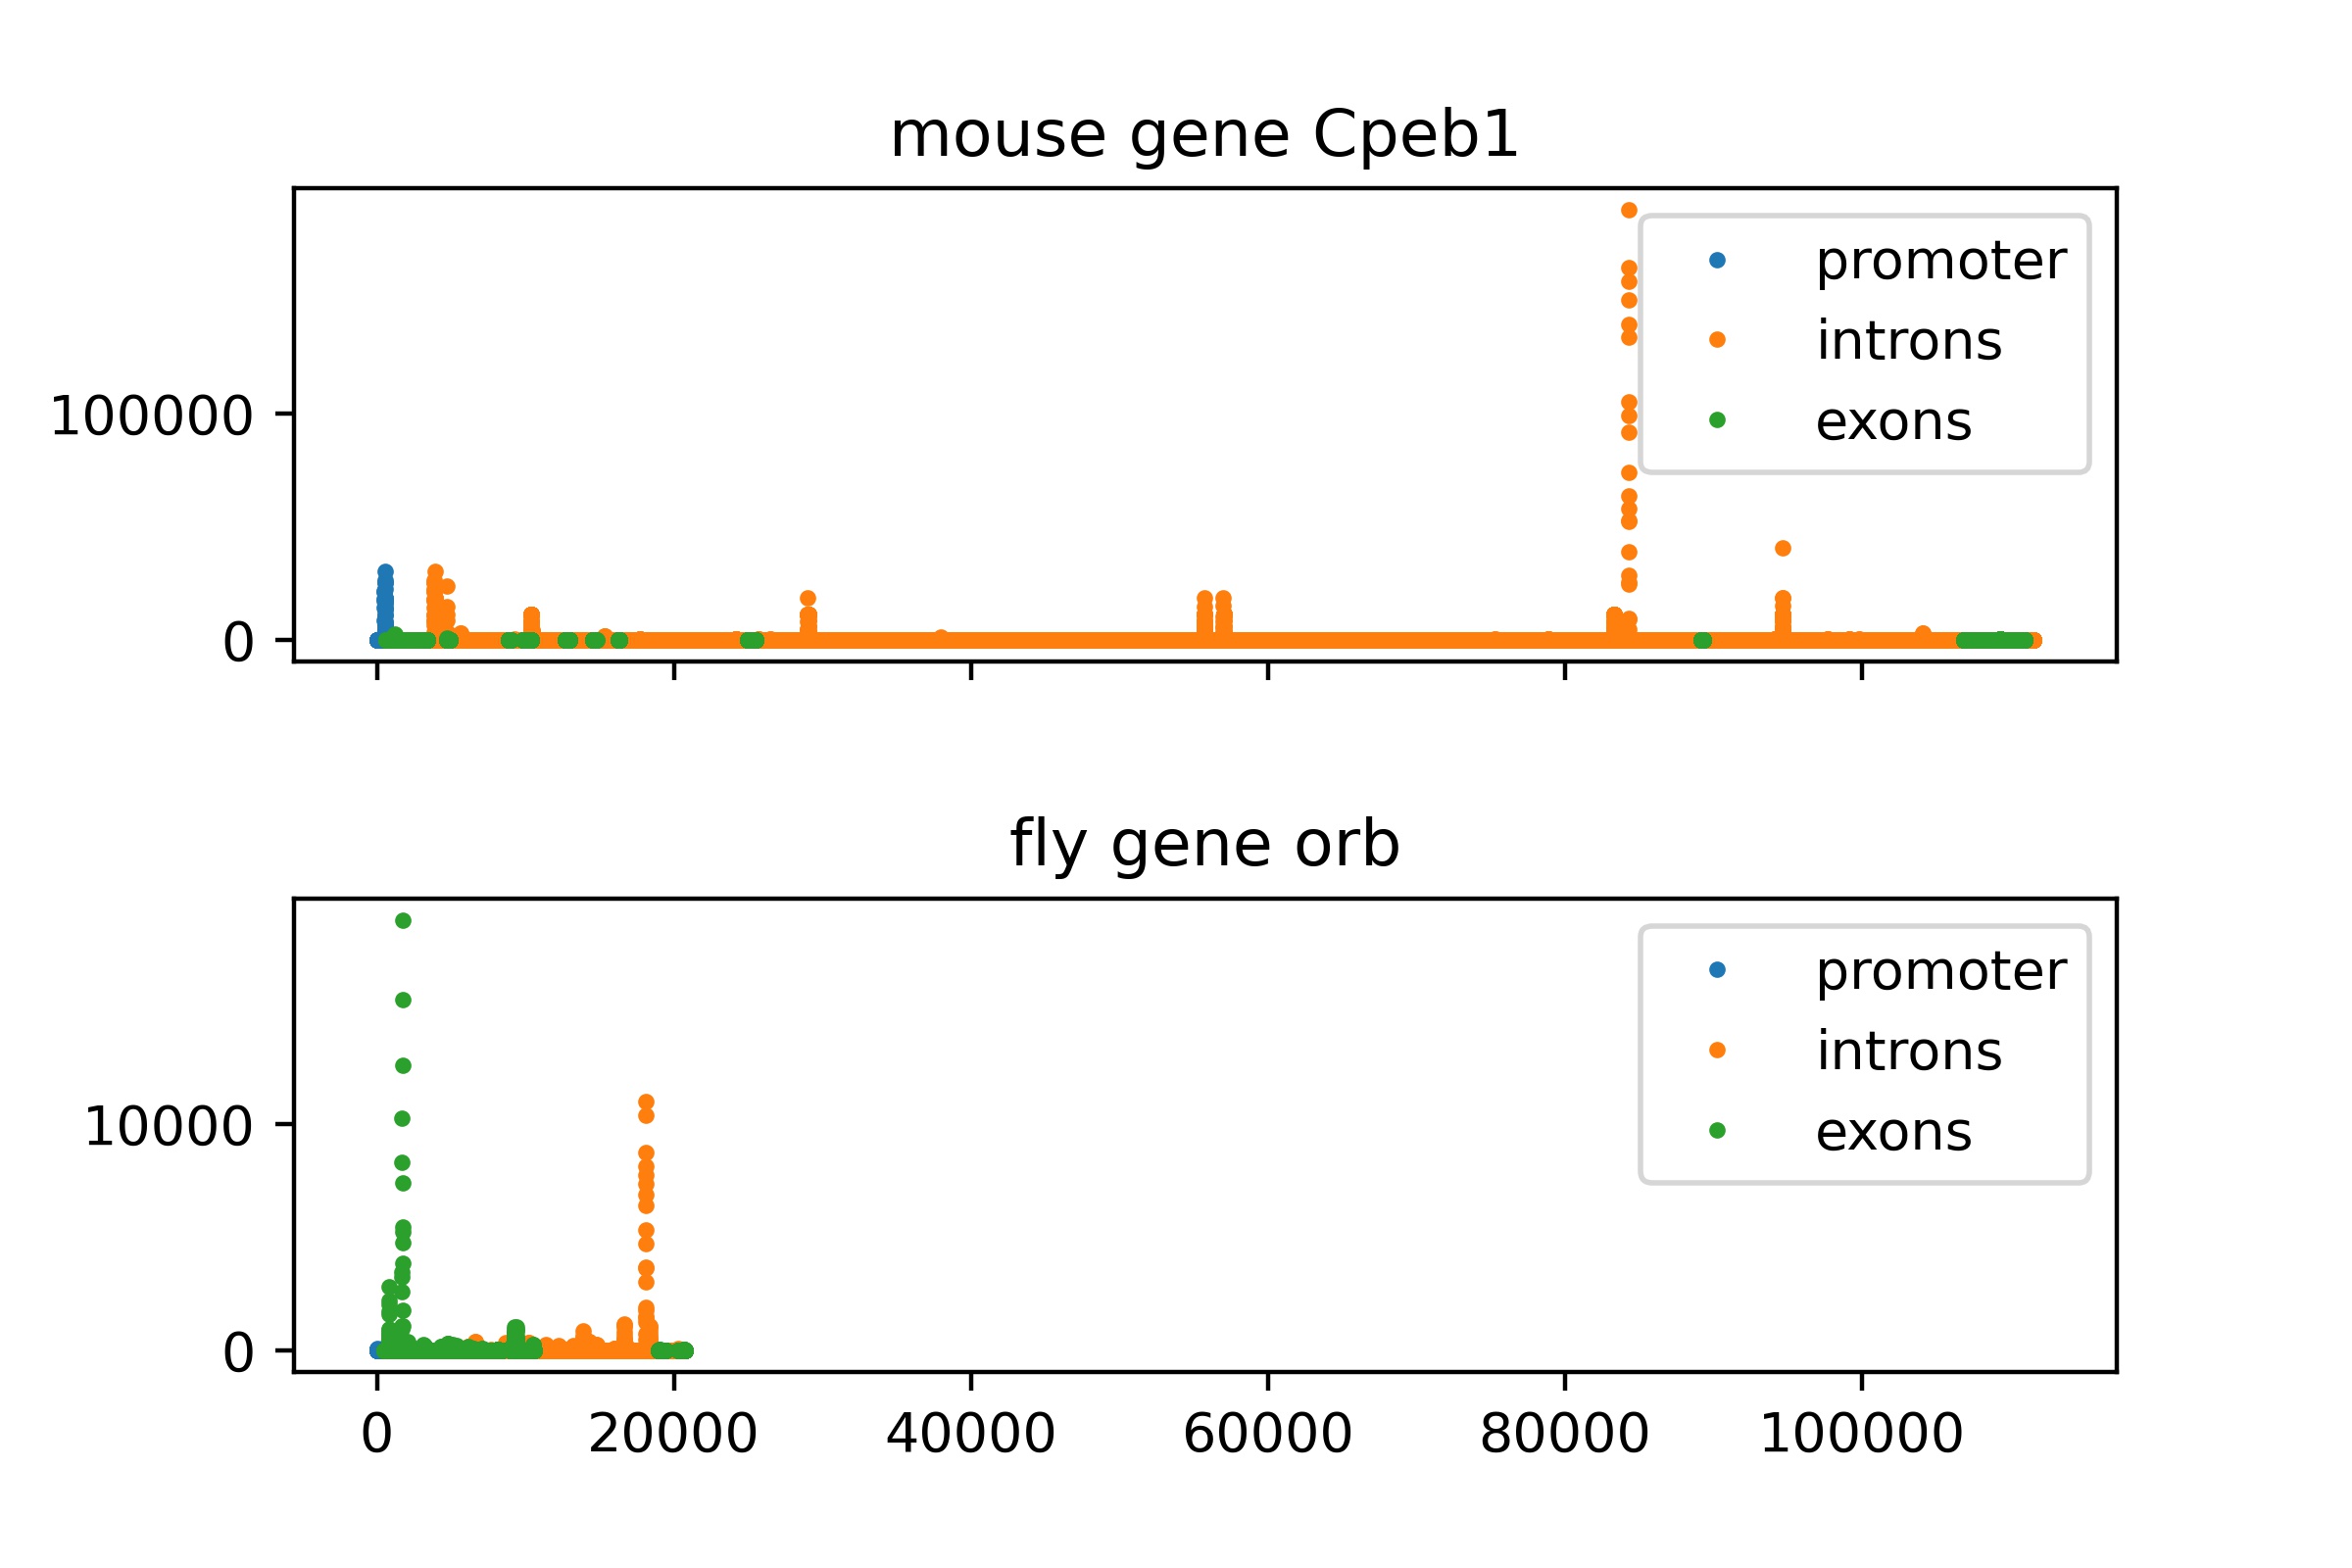 mouse gene Cpeb1
promoter
introns
exons
100000
0
fly gene orb
promoter
introns
exons
10000
0
0 20000 40000 60000 80000 100000